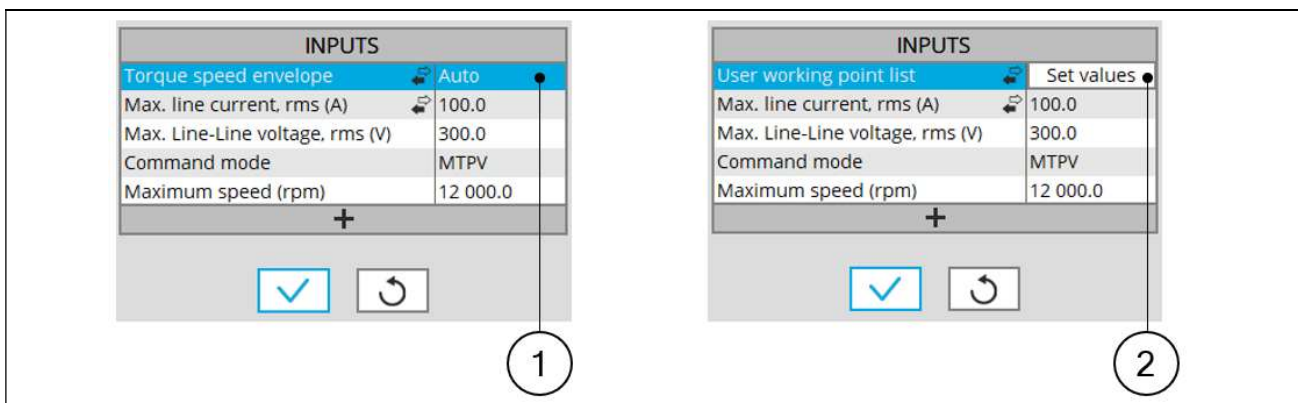 INPUTS
Torque speed envelope Auto
Max. line current, rms (A) 100.0
Max. Line-Line voltage, rms (V) 300.0
Command mode MTPV
Maximum speed (rpm) 12 000.0
+
1
INPUTS
User working point list Set values
Max. line current, rms (A) 100.0
Max. Line-Line voltage, rms (V) 300.0
Command mode MTPV
Maximum speed (rpm) 12 000.0
+
2